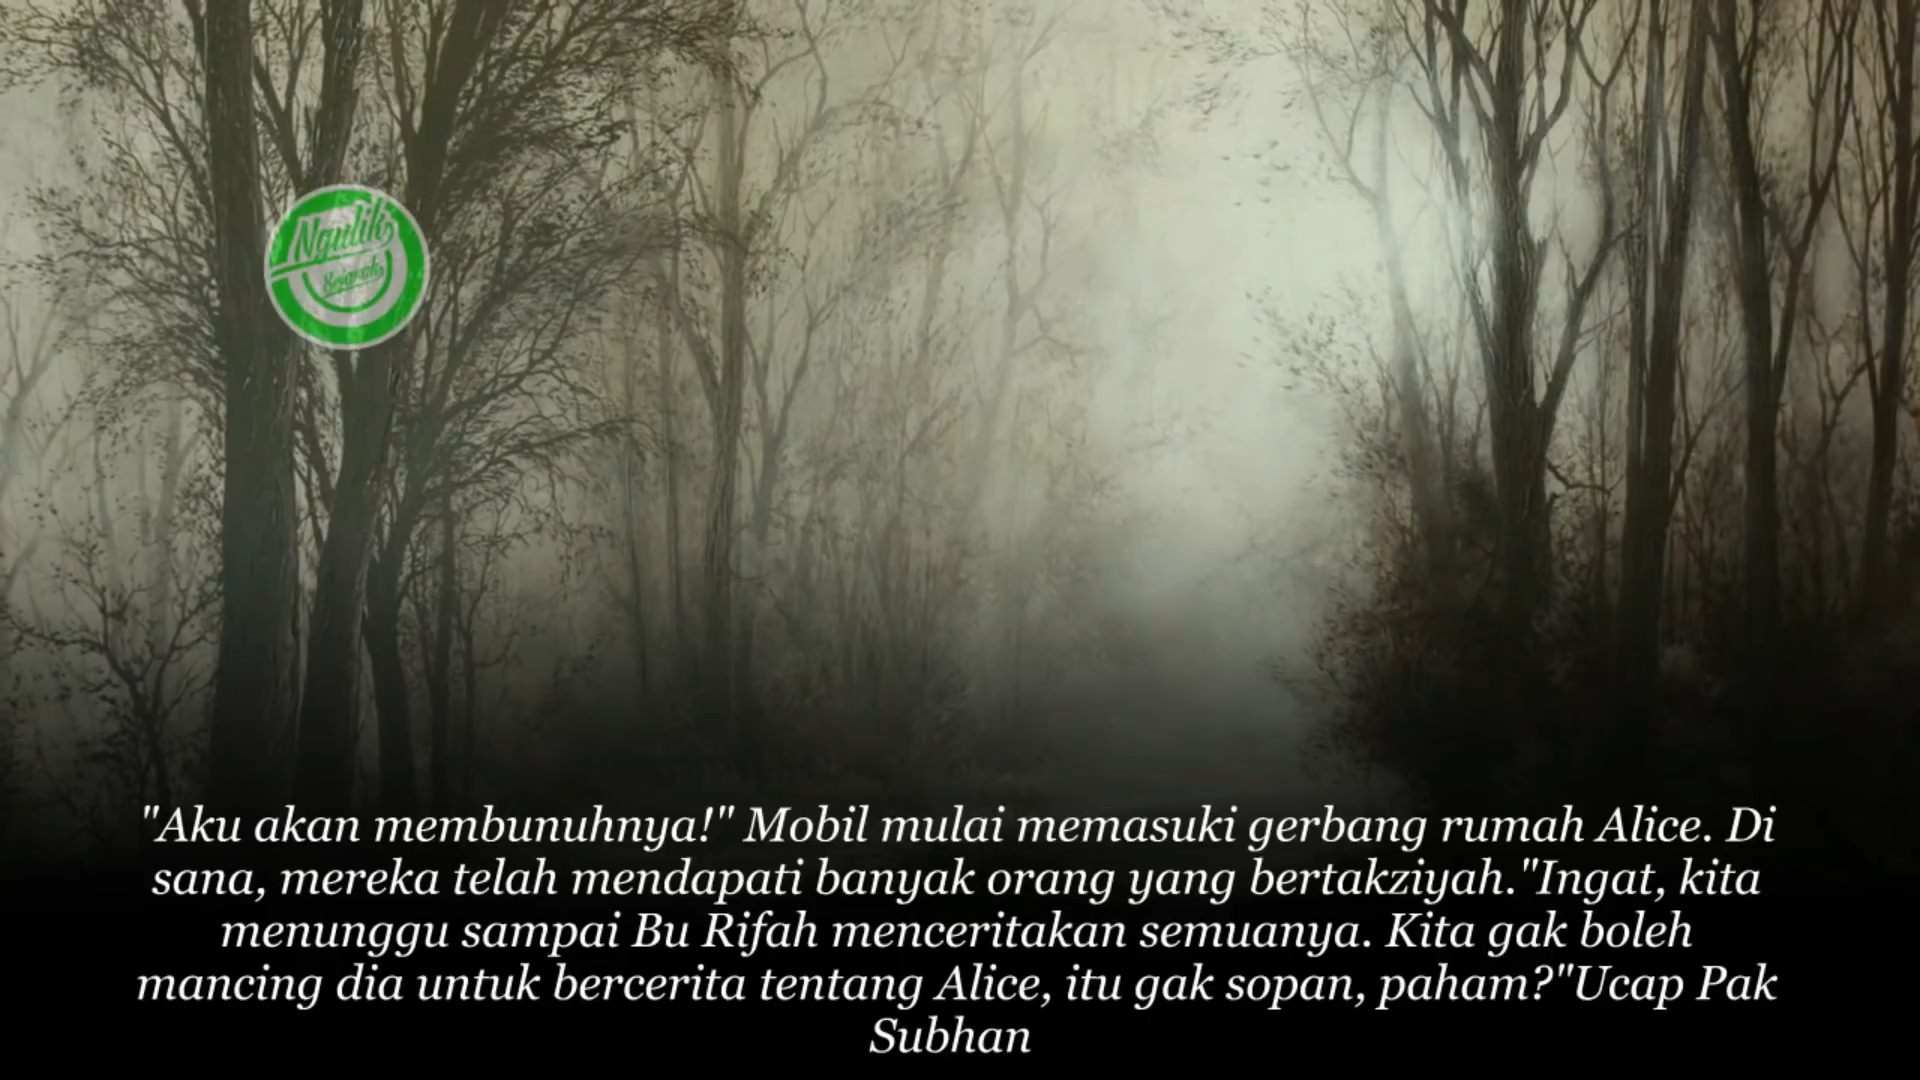 Ngulik
Sejarah
"Aku akan membunuhnya!" Mobil mulai memasuki gerbang rumah Alice. Di
sana, mereka telah mendapati banyak orang yang bertakziyah."Ingat, kita
menunggu sampai Bu Rifah menceritakan semuanya. Kita gak boleh
mancing dia untuk bercerita tentang Alice, itu gak sopan, paham?"Ucap Pak
Subhan